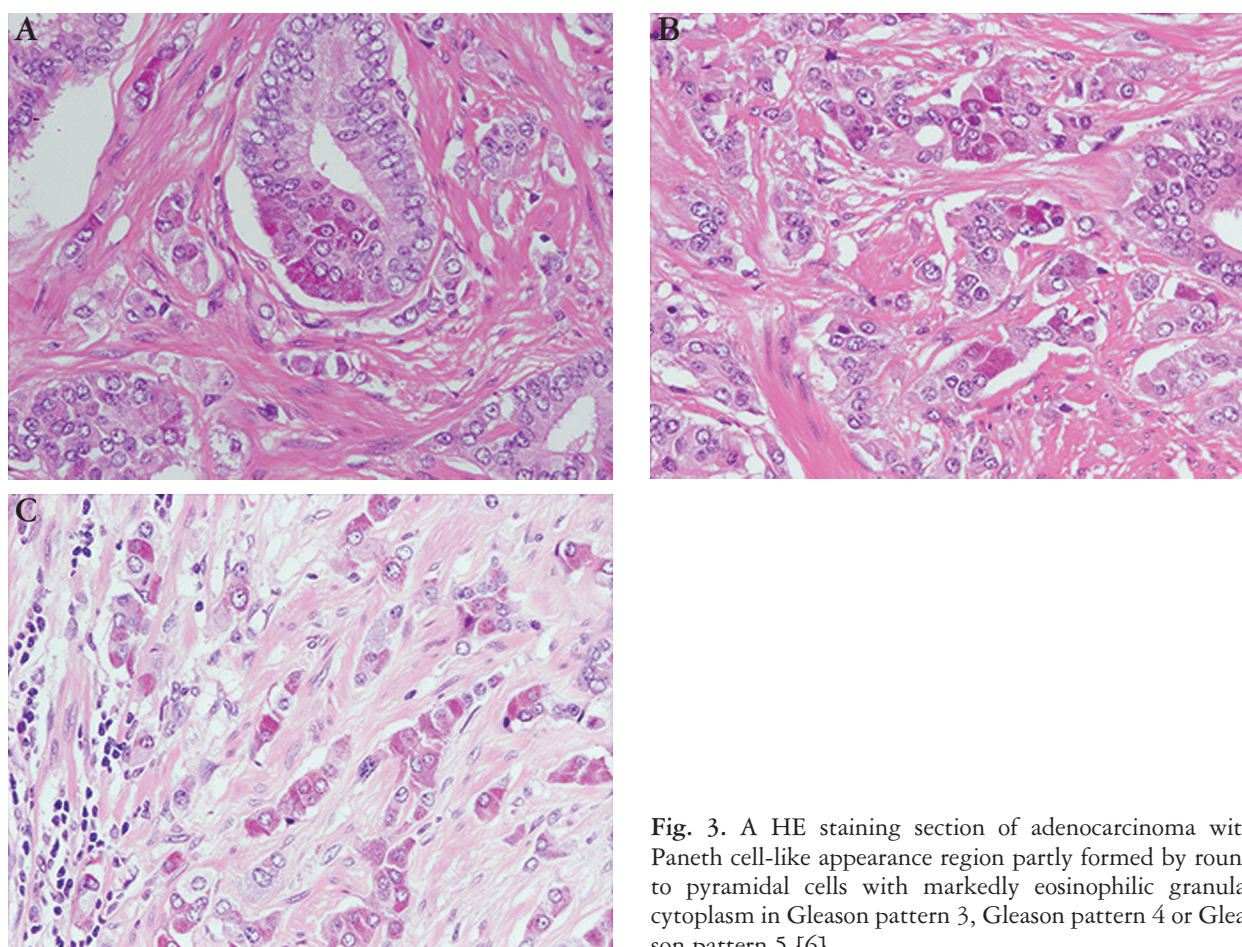 A
B
C
Fig. 3. A HE staining section of adenocarcinoma wit
Paneth cell-like appearance region partly formed by roun
to pyramidal cells with markedly eosinophilic granula
cytoplasm in Gleason pattern 3, Gleason pattern 4 or Glea
son pattern 5 [6]